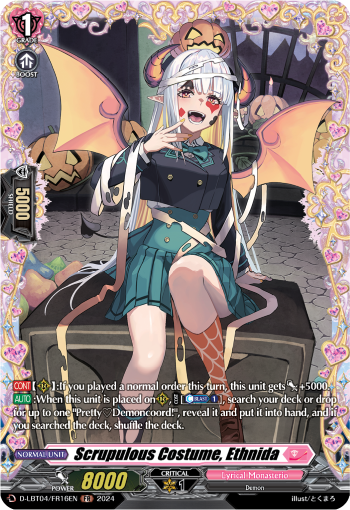 1
GRADE
BOOST
5000
SHIELD
CONT【 】:If you played a normal order this turn, this unit gets +5000.
AUTO:When this unit is placed on , COST [BLAST 1], search your deck or drop
for up to one "Pretty♡Demoncoord!", reveal it and put it into hand, and if
you searched the deck, shuffle the deck.
NORMAL UNIT
Scrupulous Costume, Ethnida
POWER 8000
CRITICAL 1
Lyrical Monasterio
Demon
D-LBT04/FR16EN FR 2024
illust/とくまろ